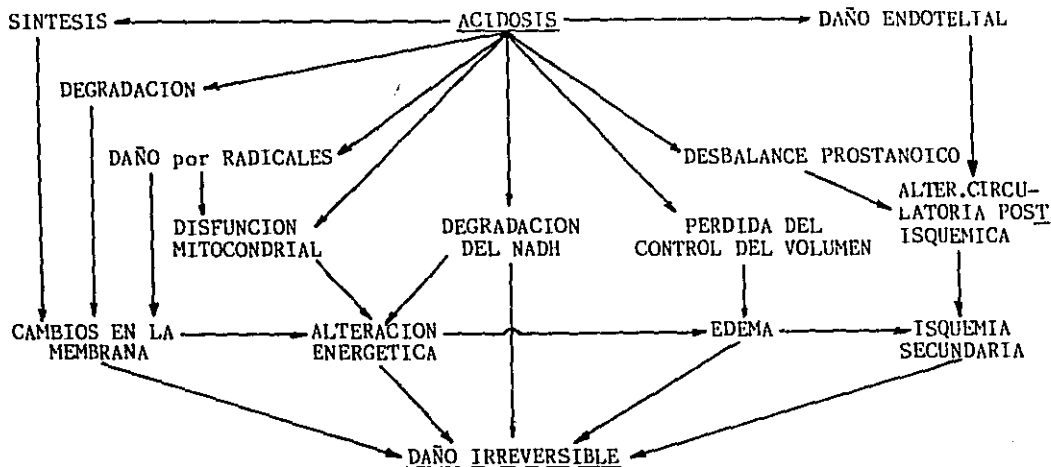 SINTESIS
ACIDOSIS
DAÑO ENDOTELIAL
DEGRADACION
DAÑO por RADICALES
DESBALANCE PROSTANOICO
DISFUNCION
MITOCONDRIAL
DEGRADACION
DEL NADH
PERDIDA DEL
CONTROL DEL VOLUMEN
ALTER.CIRCU-
LATORIA POST
ISQUEMICA
CAMBIOS EN LA
MEMBRANA
ALTERACION
ENERGETICA
EDEMA
ISQUEMIA
SECUNDARIA
DAÑO IRREVERSIBLE